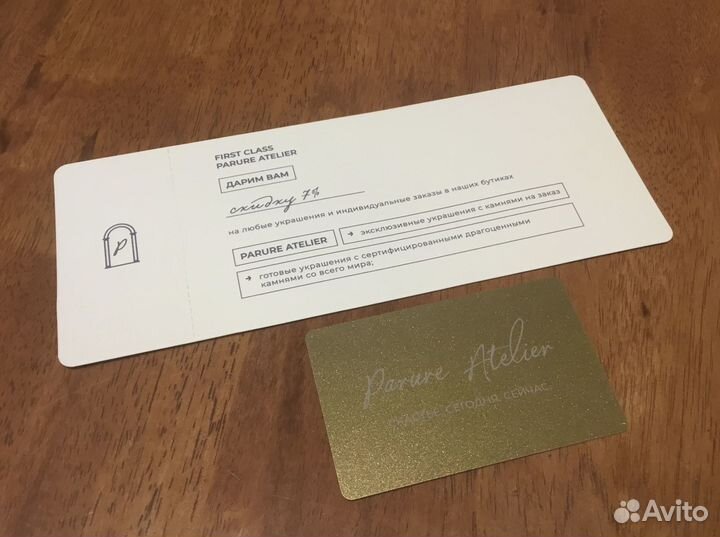 FIRST CLASS
PARURE ATELIER
ДАРИМ ВАМ
скидку 7%
на любые украшения и индивидуальные заказы в наших бутиках
PARURE ATELIER
→ эксклюзивные украшения с камнями на заказ
→ готовые украшения с сертифицированными драгоценными
камнями со всего мира;
P
Parure Atelier
СЕГОДНЯ. СЕЙЧАС.
Avito